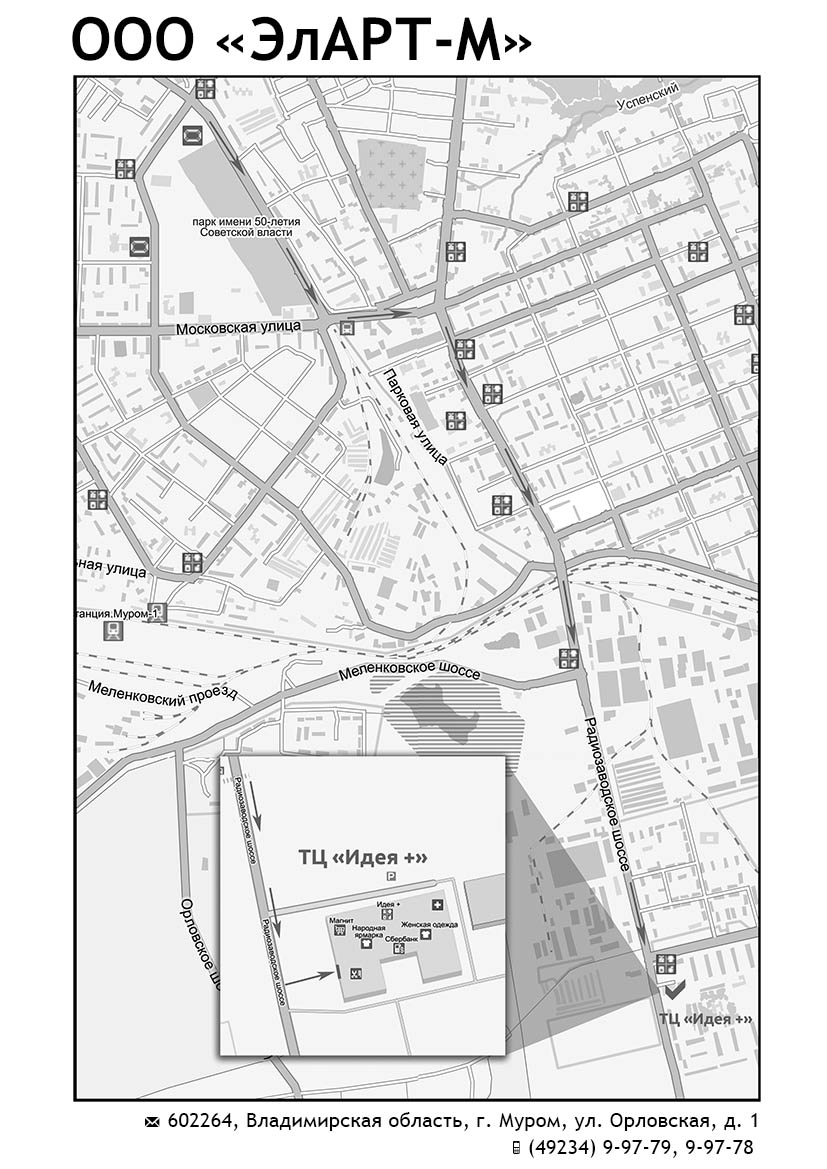 ООО «ЭлАРТ-М»
Успенский
парк имени 50-летия
Советской власти
Московская улица
Парковая улица
ьная улица
танция.Муром-1
Меленковское шоссе
Меленковский проезд
Радиозаводское шоссе
Орловское шо
Радиозаводское шоссе
ТЦ «Идея +»
P
Идея +
Магнит
Народная
ярмарка
Женская одежда
Сбербанк
Радиозаводское шоссе
ТЦ «Идея +»
602264, Владимирская область, г. Муром, ул. Орловская, д. 1
(49234) 9-97-79, 9-97-78